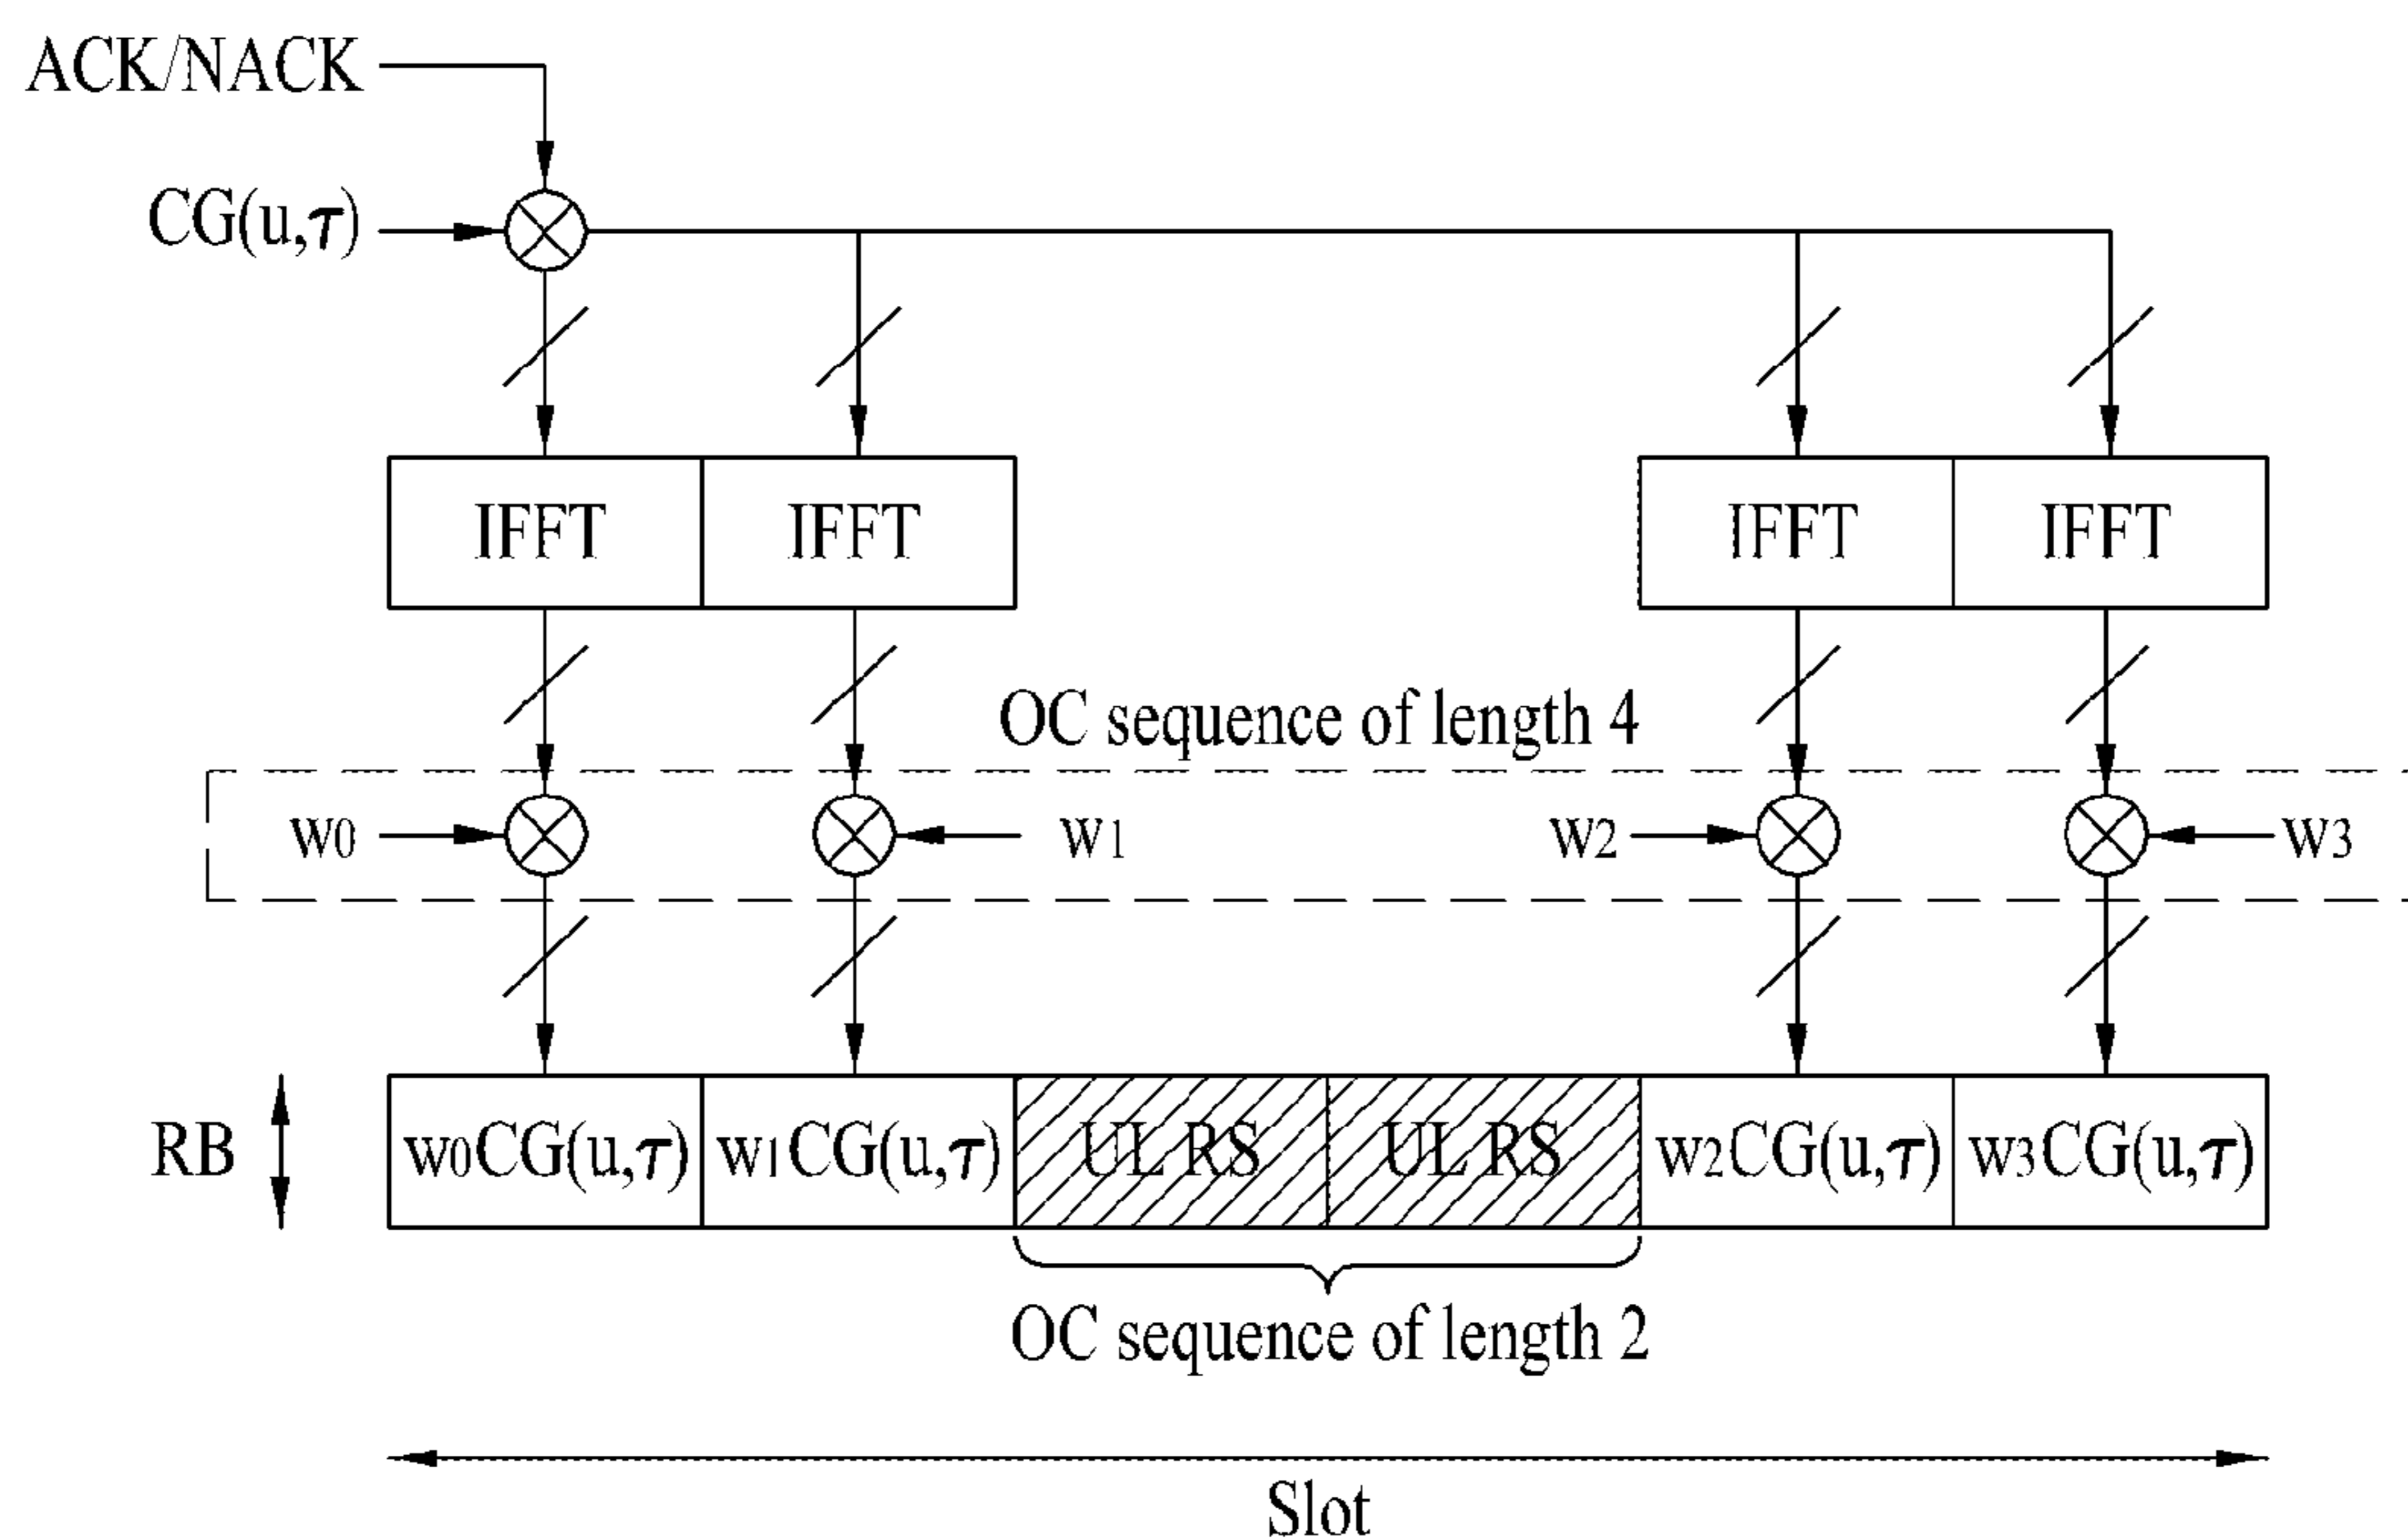 ACK/NACK
CG(u,τ)
IFFT IFFT IFFT IFFT
OC sequence of length 4
w0 w1 w2 w3
RB w0CG(u,τ) w1CG(u,τ) UL RS UL RS w2CG(u,τ) w3CG(u,τ)
OC sequence of length 2
Slot